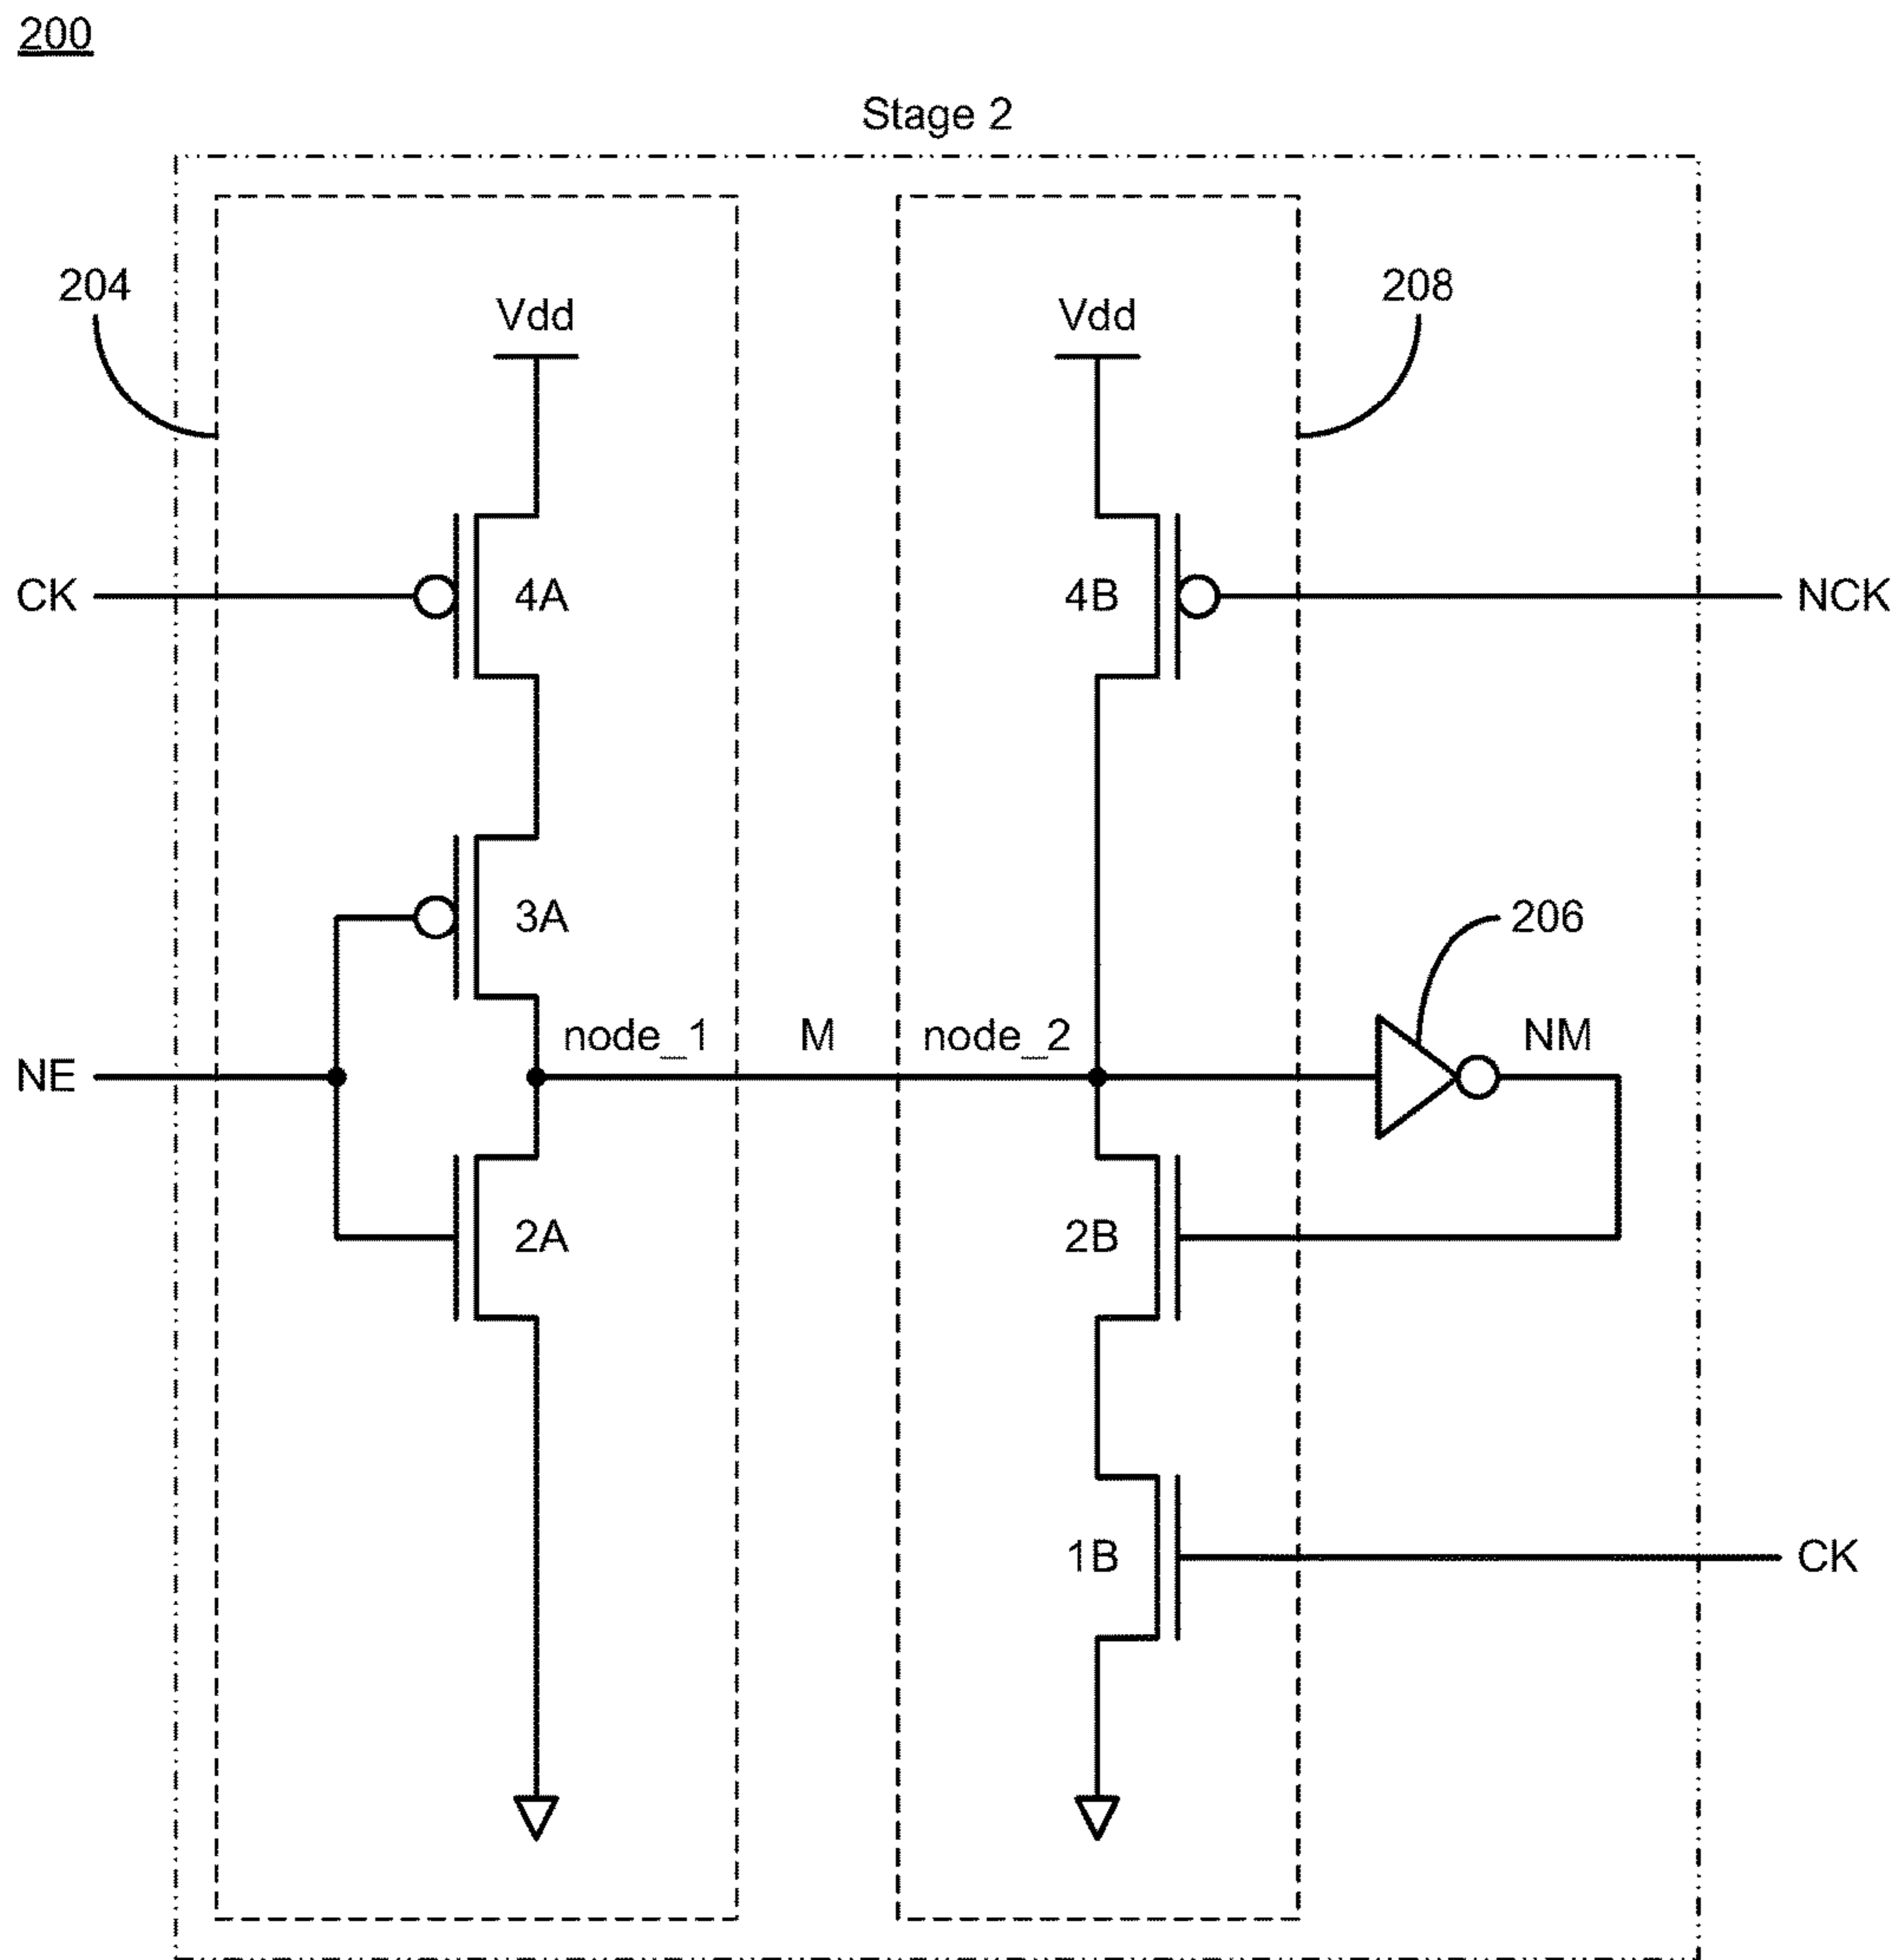 200
Stage 2
204
208
Vdd
Vdd
CK
4A
4B
NCK
3A
206
node_1
M
node_2
NM
NE
2A
2B
1B
CK